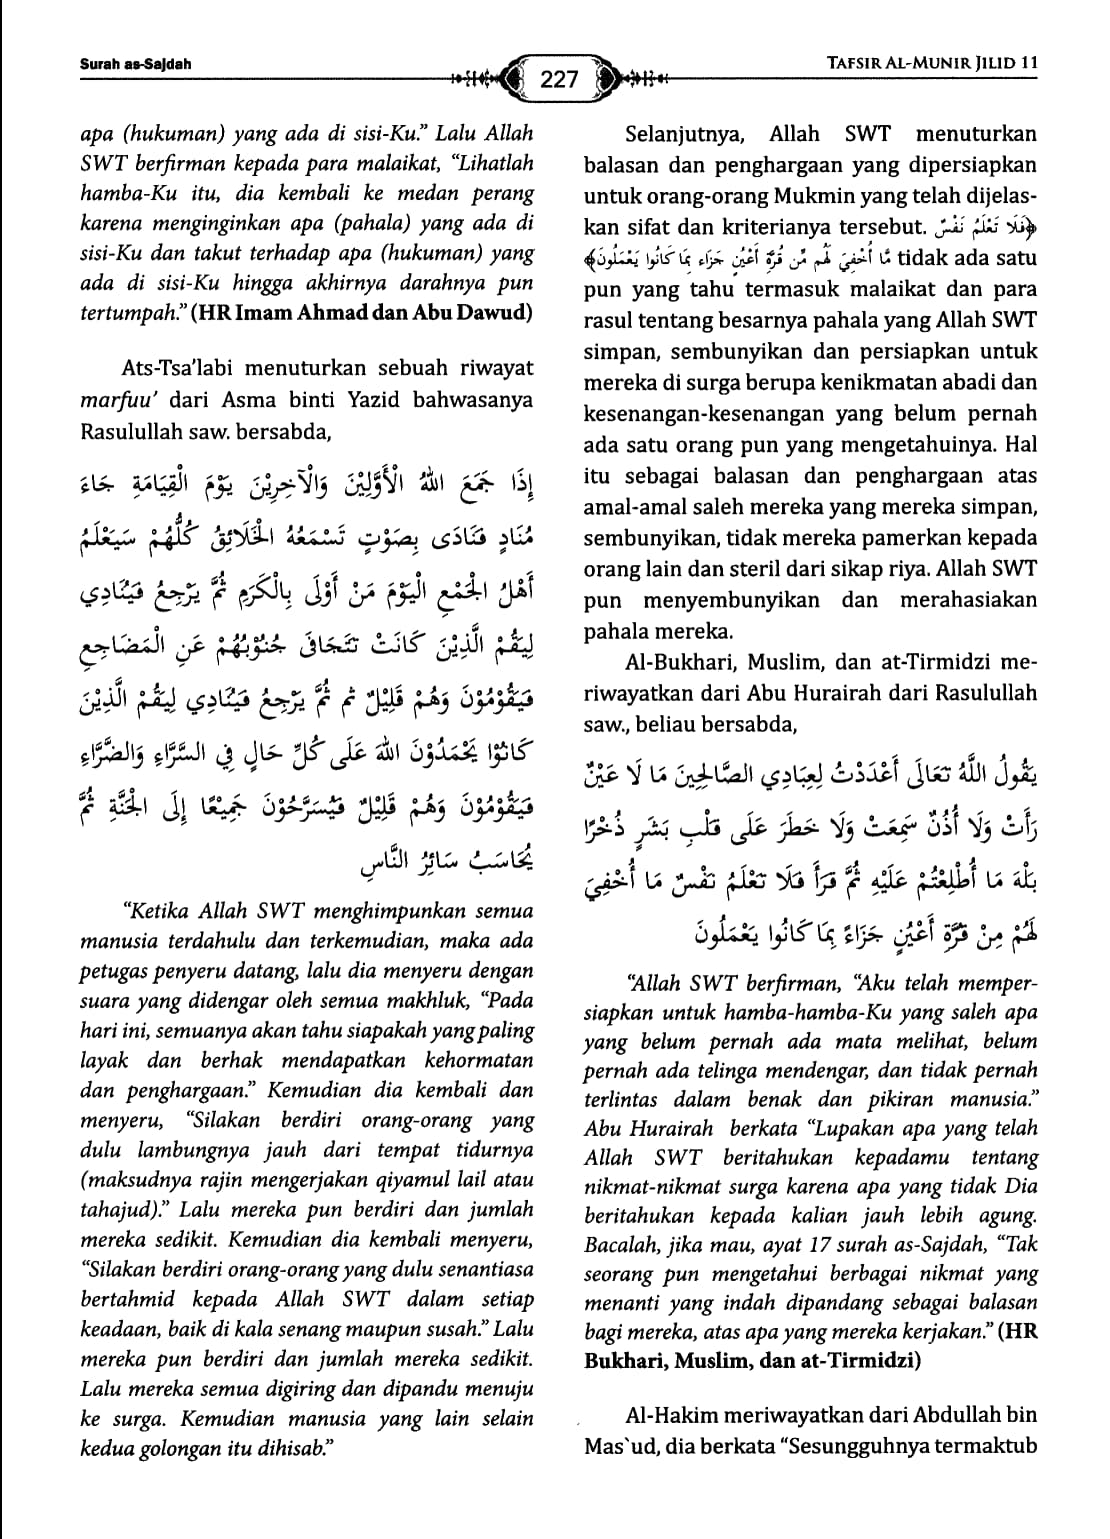 Surah as-Sajdah
227
TAFSIR AL-MUNIR JILID 11
apa (hukuman) yang ada di sisi-Ku.” Lalu Allah
SWT berfirman kepada para malaikat, “Lihatlah
hamba-Ku itu, dia kembali ke medan perang
karena menginginkan apa (pahala) yang ada di
sisi-Ku dan takut terhadap apa (hukuman) yang
ada di sisi-Ku hingga akhirnya darahnya pun
tertumpah.” (HR Imam Ahmad dan Abu Dawud)
Ats-Tsa’labi menuturkan sebuah riwayat
marfuu’ dari Asma binti Yazid bahwasanya
Rasulullah saw. bersabda,
إِذَا جَمَعَ اللهُ الْأَوَّلِيْنَ وَالْآخِرِيْنَ يَوْمَ الْقِيَامَةِ جَاءَ
مُنَادٍ فَنَادَى بِصَوْتٍ تَسْمَعُهُ الْخَلَائِقُ كُلُّهُمْ سَيَعْلَمُ
أَهْلُ الْجَمْعِ الْيَوْمَ مَنْ أَوْلَى بِالْكَرَمِ ثُمَّ يَرْجِعُ فَيُنَادِي
لِيَقُمْ الَّذِيْنَ كَانَتْ تَتَجَافَى جُنُوْبُهُمْ عَنِ الْمَضَاجِعِ
فَيَقُوْمُوْنَ وَهُمْ قَلِيْلٌ ثم ثُمَّ يَرْجِعُ فَيُنَادِي لِيَقُمْ الَّذِيْنَ
كَانُوْا يَحْمَدُوْنَ اللهَ عَلَى كُلِّ حَالٍ فِي السَّرَّاءِ وَالضَّرَّاءِ
فَيَقُوْمُوْنَ وَهُمْ قَلِيْلٌ فَيُسَرَّحُوْنَ جَمِيْعًا إِلَى الْجَنَّةِ ثُمَّ
يُحَاسَبُ سَائِرُ النَّاسِ
“Ketika Allah SWT menghimpunkan semua
manusia terdahulu dan terkemudian, maka ada
petugas penyeru datang, lalu dia menyeru dengan
suara yang didengar oleh semua makhluk, “Pada
hari ini, semuanya akan tahu siapakah yang paling
layak dan berhak mendapatkan kehormatan
dan penghargaan.” Kemudian dia kembali dan
menyeru, “Silakan berdiri orang-orang yang
dulu lambungnya jauh dari tempat tidurnya
(maksudnya rajin mengerjakan qiyamul lail atau
tahajud).” Lalu mereka pun berdiri dan jumlah
mereka sedikit. Kemudian dia kembali menyeru,
“Silakan berdiri orang-orang yang dulu senantiasa
bertahmid kepada Allah SWT dalam setiap
keadaan, baik di kala senang maupun susah.” Lalu
mereka pun berdiri dan jumlah mereka sedikit.
Lalu mereka semua digiring dan dipandu menuju
ke surga. Kemudian manusia yang lain selain
kedua golongan itu dihisab.”
Selanjutnya, Allah SWT menuturkan
balasan dan penghargaan yang dipersiapkan
untuk orang-orang Mukmin yang telah dijelas-
kan sifat dan kriterianya tersebut. ﴿فَلَا تَعْلَمُ نَفْسٌ
مَّا أُخْفِيَ لَهُم مِّن قُرَّةِ أَعْيُنٍ جَزَاءً بِمَا كَانُوا يَعْمَلُونَ﴾ tidak ada satu
pun yang tahu termasuk malaikat dan para
rasul tentang besarnya pahala yang Allah SWT
simpan, sembunyikan dan persiapkan untuk
mereka di surga berupa kenikmatan abadi dan
kesenangan-kesenangan yang belum pernah
ada satu orang pun yang mengetahuinya. Hal
itu sebagai balasan dan penghargaan atas
amal-amal saleh mereka yang mereka simpan,
sembunyikan, tidak mereka pamerkan kepada
orang lain dan steril dari sikap riya. Allah SWT
pun menyembunyikan dan merahasiakan
pahala mereka.
Al-Bukhari, Muslim, dan at-Tirmidzi me-
riwayatkan dari Abu Hurairah dari Rasulullah
saw., beliau bersabda,
يَقُولُ اللَّهُ تَعَالَى أَعْدَدْتُ لِعِبَادِي الصَّالِحِينَ مَا لَا عَيْنٌ
رَأَتْ وَلَا أُذُنٌ سَمِعَتْ وَلَا خَطَرَ عَلَى قَلْبِ بَشَرٍ ذُخْرًا
بَلْهَ مَا أُطْلِعْتُمْ عَلَيْهِ ثُمَّ قَرَأَ فَلَا تَعْلَمُ نَفْسٌ مَا أُخْفِيَ
لَهُمْ مِنْ قُرَّةِ أَعْيُنٍ جَزَاءً بِمَا كَانُوا يَعْمَلُونَ
“Allah SWT berfirman, “Aku telah memper-
siapkan untuk hamba-hamba-Ku yang saleh apa
yang belum pernah ada mata melihat, belum
pernah ada telinga mendengar, dan tidak pernah
terlintas dalam benak dan pikiran manusia.”
Abu Hurairah berkata “Lupakan apa yang telah
Allah SWT beritahukan kepadamu tentang
nikmat-nikmat surga karena apa yang tidak Dia
beritahukan kepada kalian jauh lebih agung.
Bacalah, jika mau, ayat 17 surah as-Sajdah, “Tak
seorang pun mengetahui berbagai nikmat yang
menanti yang indah dipandang sebagai balasan
bagi mereka, atas apa yang mereka kerjakan.” (HR
Bukhari, Muslim, dan at-Tirmidzi)
Al-Hakim meriwayatkan dari Abdullah bin
Mas`ud, dia berkata “Sesungguhnya termaktub